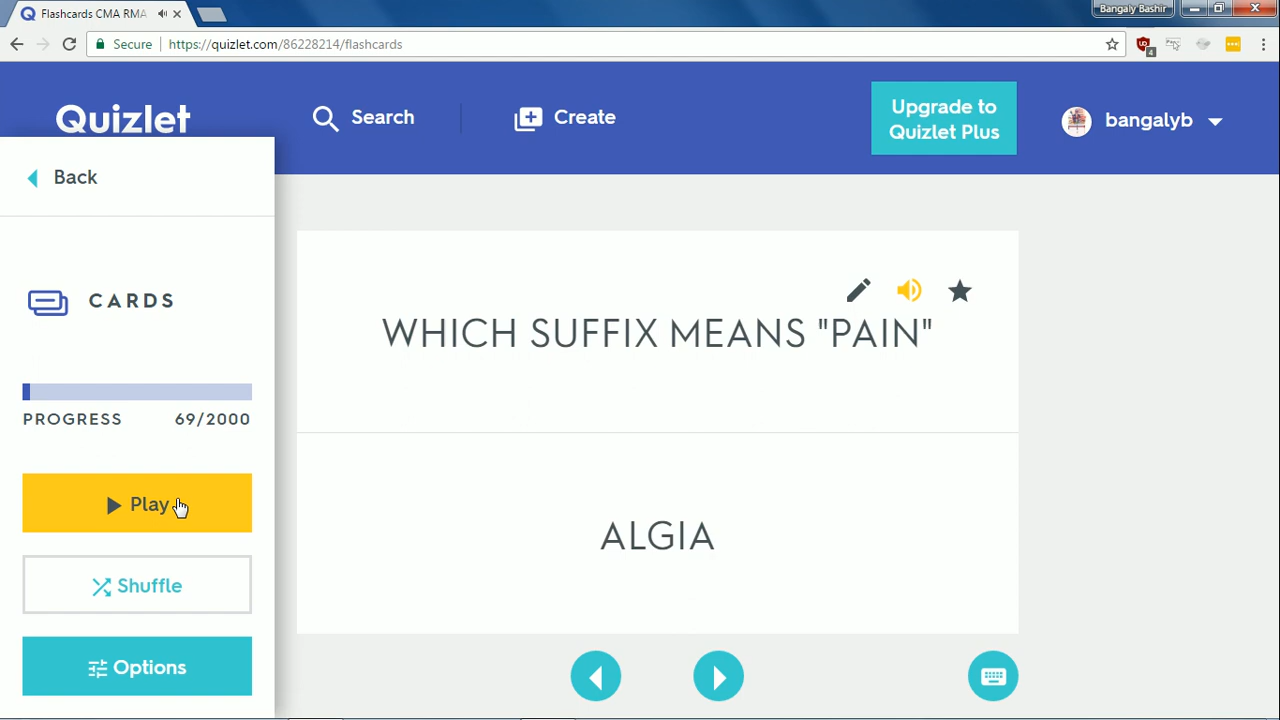 Flashcards CMA RMA
Bangaly Bashir
Secure
https://quizlet.com/86228214/flashcards
4
Quizlet
Search
Create
Upgrade to
Quizlet Plus
bangalyb
Back
CARDS
PROGRESS 69/2000
Play
Shuffle
Options
WHICH SUFFIX MEANS "PAIN"
ALGIA